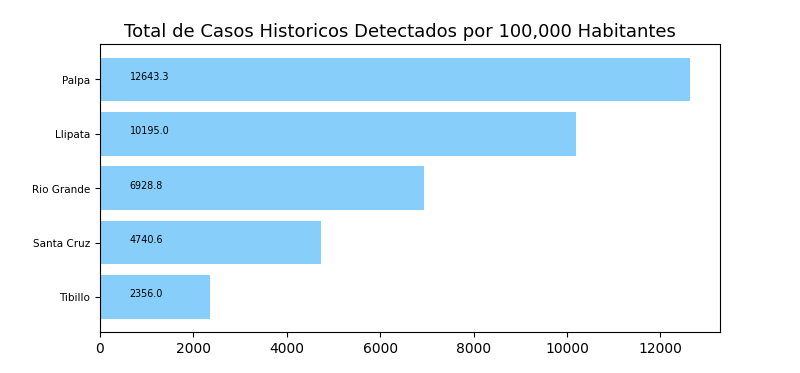 Total de Casos Historicos Detectados por 100,000 Habitantes
Palpa 12643.3
Llipata 10195.0
Rio Grande 6928.8
Santa Cruz 4740.6
Tibillo 2356.0
0 2000 4000 6000 8000 10000 12000